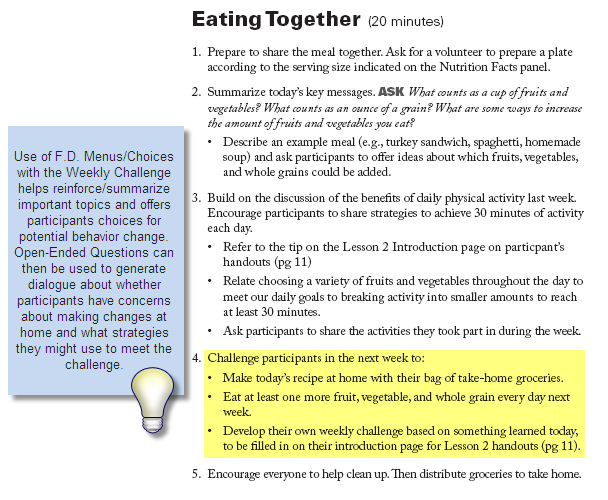 Eating Together (20 minutes)
1. Prepare to share the meal together. Ask for a volunteer to prepare a plate
according to the serving size indicated on the Nutrition Facts panel.
2. Summarize today's key messages. ASK What counts as a cup of fruits and
vegetables? What counts as an ounce of a grain? What are some ways to increase
the amount of fruits and vegetables you eat?
• Describe an example meal (e.g., turkey sandwich, spaghetti, homemade
soup) and ask participants to offer ideas about which fruits, vegetables,
and whole grains could be added.
3. Build on the discussion of the benefits of daily physical activity last week.
Encourage participants to share strategies to achieve 30 minutes of activity
each day.
• Refer to the tip on the Lesson 2 Introduction page on particpant's
handouts (pg 11)
• Relate choosing a variety of fruits and vegetables throughout the day to
meet our daily goals to breaking activity into smaller amounts to reach
at least 30 minutes.
• Ask participants to share the activities they took part in during the week.
4. Challenge participants in the next week to:
• Make today's recipe at home with their bag of take-home groceries.
• Eat at least one more fruit, vegetable, and whole grain every day next
week.
• Develop their own weekly challenge based on something learned today,
to be filled in on their introduction page for Lesson 2 handouts (pg 11).
5. Encourage everyone to help clean up. Then distribute groceries to take home.
Use of F.D. Menus/Choices
with the Weekly Challenge
helps reinforce/summarize
important topics and offers
participants choices for
potential behavior change.
Open-Ended Questions can
then be used to generate
dialogue about whether
participants have concerns
about making changes at
home and what strategies
they might use to meet the
challenge.